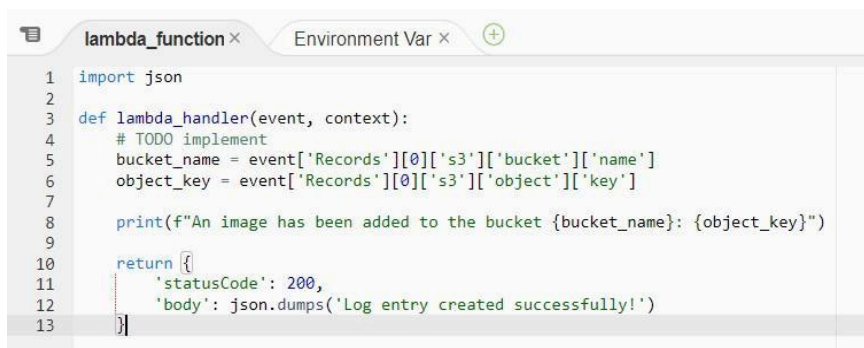 lambda_function × Environment Var ×
1 import json
2
3 def lambda_handler(event, context):
4     # TODO implement
5     bucket_name = event['Records'][0]['s3']['bucket']['name']
6     object_key = event['Records'][0]['s3']['object']['key']
7
8     print(f"An image has been added to the bucket {bucket_name}: {object_key}")
9
10     return {
11         'statusCode': 200,
12         'body': json.dumps('Log entry created successfully!')
13     }